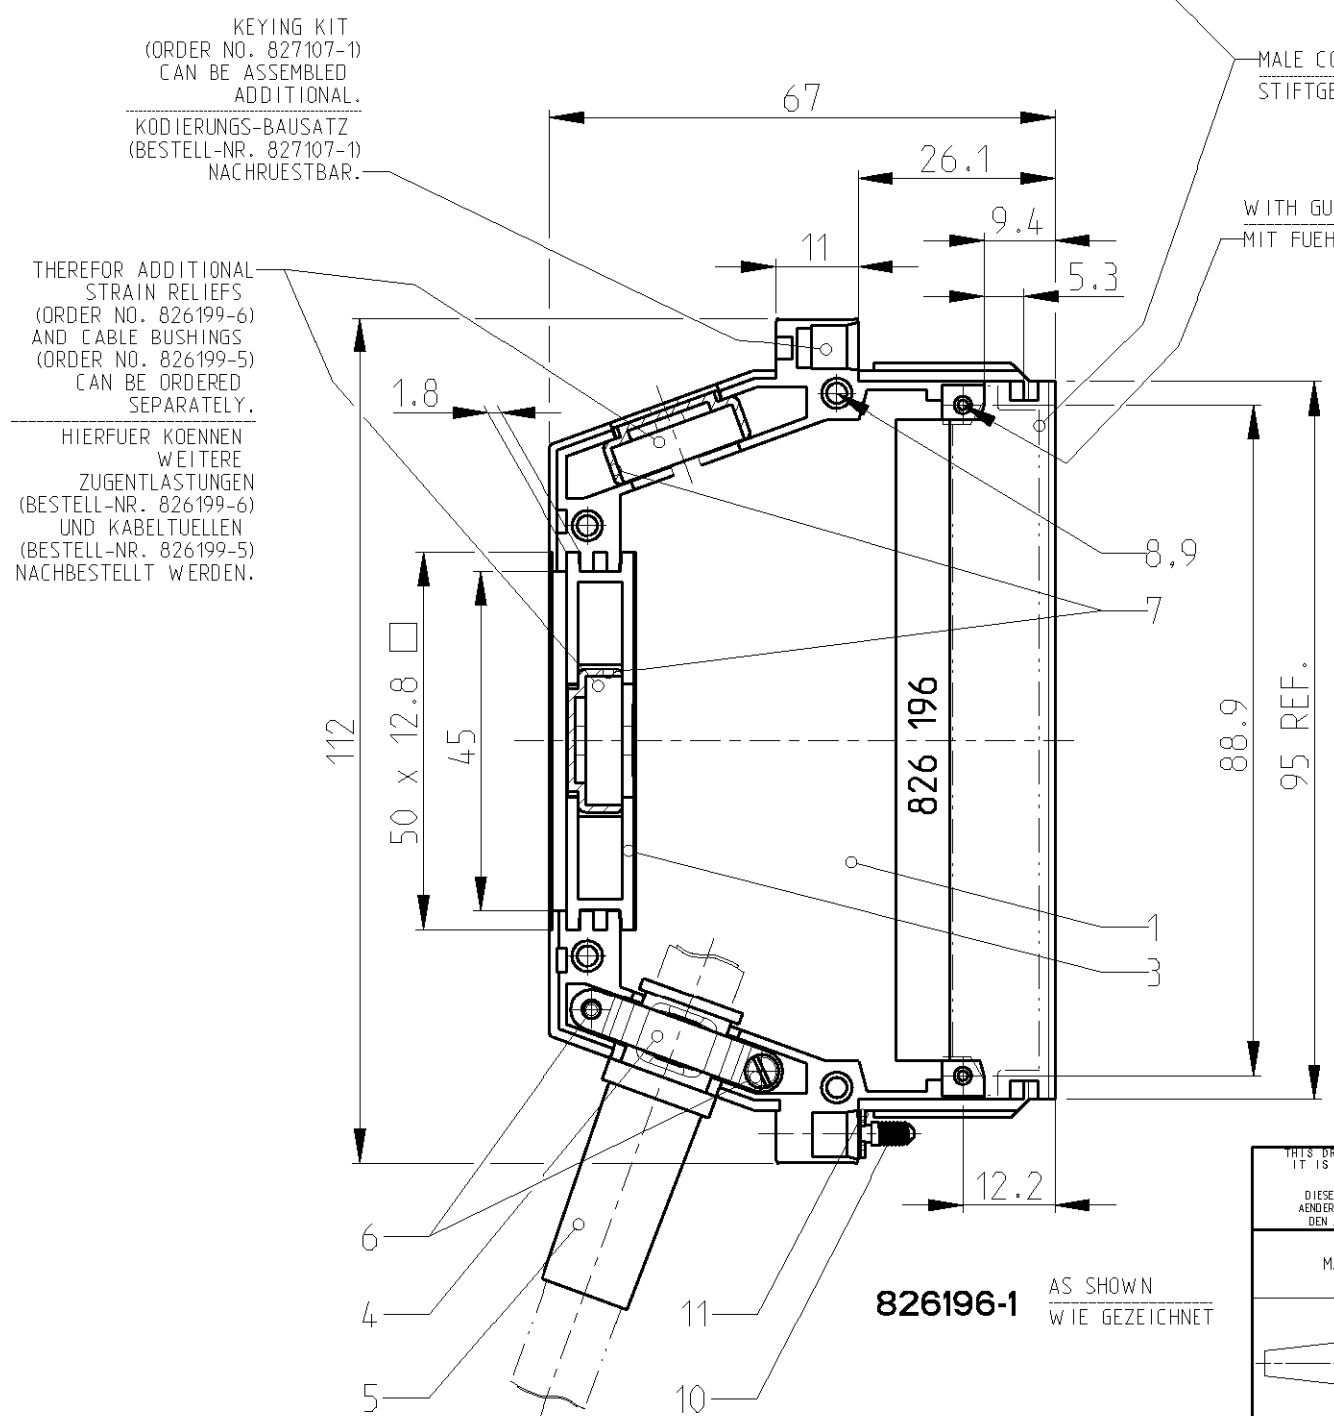 KEYING KIT
(ORDER NO. 827107-1)
CAN BE ASSEMBLED
ADDITIONAL.
KODIERUNGS-BAUSATZ
(BESTELL-NR. 827107-1)
NACHRUESTBAR.
THEREFOR ADDITIONAL
STRAIN RELIEFS
(ORDER NO. 826199-6)
AND CABLE BUSHINGS
(ORDER NO. 826199-5)
CAN BE ORDERED
SEPARATELY.
HIERFUER KOENNEN
WEITERE
ZUGENTLASTUNGEN
(BESTELL-NR. 826199-6)
UND KABELTUELLEN
(BESTELL-NR. 826199-5)
NACHBESTELLT WERDEN.
MALE
WITH
MIT
67
26.1
9.4
11
5.3
1.8
8,9
7
112
50 x 12.8 □
45
826 196
88.9
95 REF.
1
3
12.2
6
4
5
11
10
826196-1
AS SHOWN
WIE GEZEICHNET
THIS
IT IS
DEN